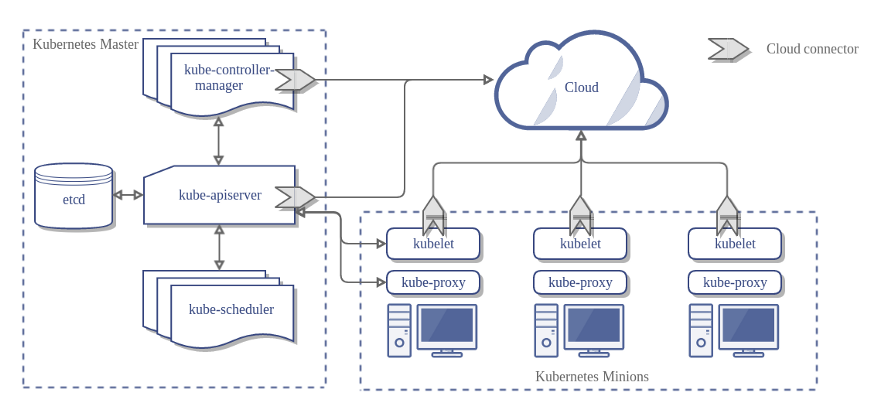 Kubernetes Master
kube-controller-
manager
Cloud
Cloud connector
etcd
kube-apiserver
kubelet
kubelet
kubelet
kube-proxy
kube-proxy
kube-proxy
kube-scheduler
Kubernetes Minions